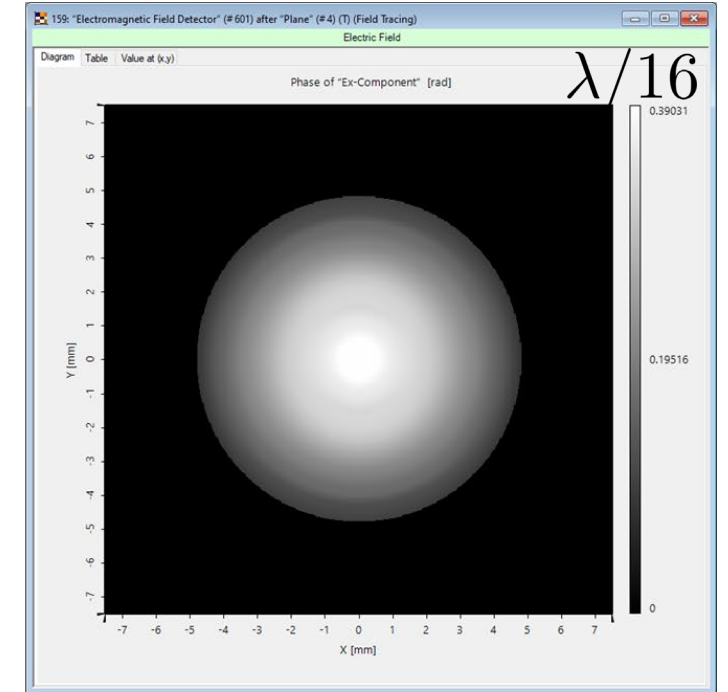 159: "Electromagnetic Field Detector" (# 601) after "Plane" (# 4) (T) (Field Tracing)
Electric Field
Diagram Table Value at (x,y)
λ/16
Phase of "Ex-Component" [rad]
0.39031
0.19516
0
Y [mm]
7
6
5
4
3
2
1
0
-1
-2
-3
-4
-5
-6
-7
-7 -6 -5 -4 -3 -2 -1 0 1 2 3 4 5 6 7
X [mm]